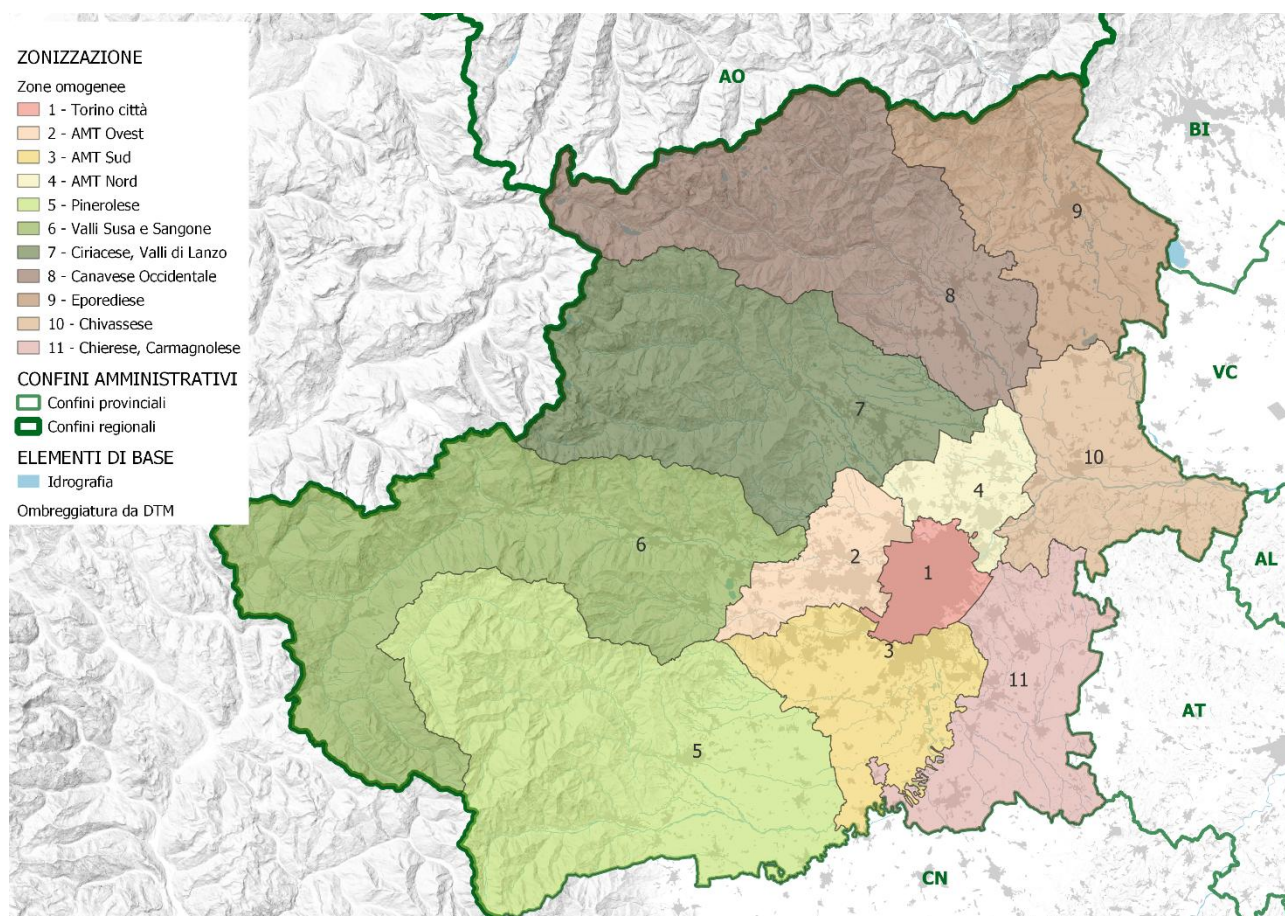 ZONIZZAZIONE
Zone omogenee
1 - Torino città
2 - AMT Ovest
3 - AMT Sud
4 - AMT Nord
5 - Pinerolese
6 - Valli Susa e Sangone
7 - Ciriacese, Valli di Lanzo
8 - Canavese Occidentale
9 - Eporediese
10 - Chivassese
11 - Chierese, Carmagnolese
CONFINI AMMINISTRATIVI
Confini provinciali
Confini regionali
ELEMENTI DI BASE
Idrografia
Ombreggiatura da DTM
AO
BI
9
8
VC
7
10
4
6
2
1
AL
3
11
AT
5
CN